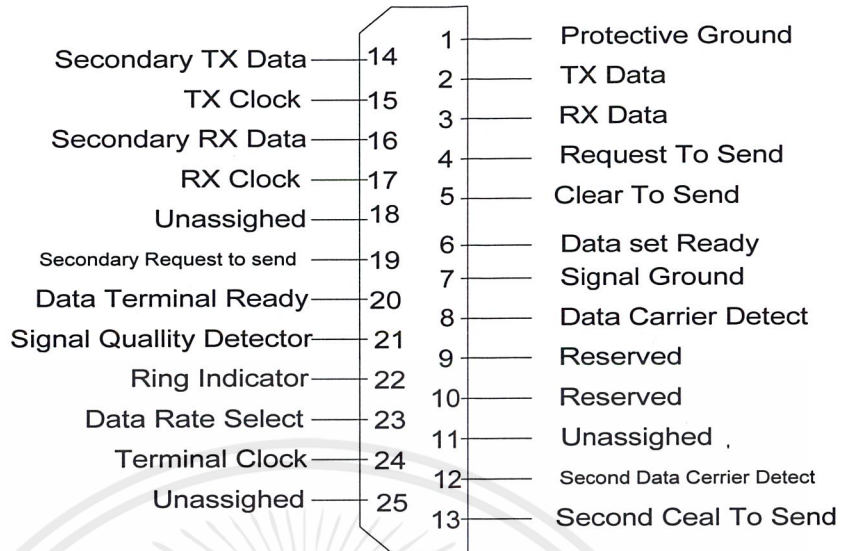 1 Protective Ground
Secondary TX Data 14
2 TX Data
TX Clock 15
3 RX Data
Secondary RX Data 16
4 Request To Send
RX Clock 17
5 Clear To Send
Unassighed 18
6 Data set Ready
Secondary Request to send 19
7 Signal Ground
Data Terminal Ready 20
8 Data Carrier Detect
Signal Quallity Detector 21
9 Reserved
Ring Indicator 22
10 Reserved
Data Rate Select 23
11 Unassighed
Terminal Clock 24
12 Second Data Cerrier Detect
Unassighed 25
13 Second Ceal To Send